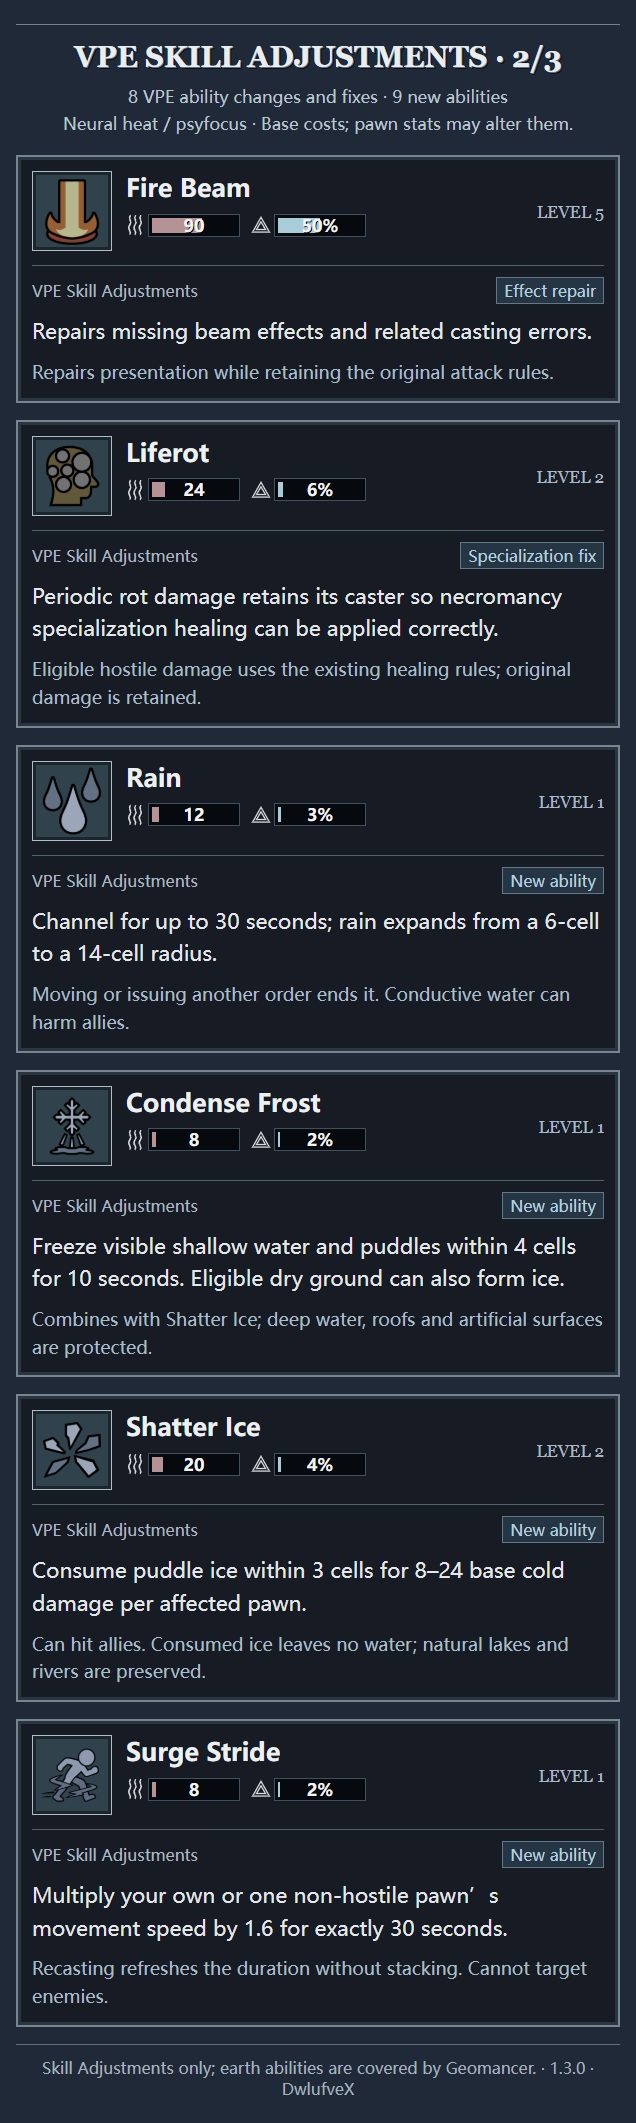 VPE SKILL ADJUSTMENTS · 2/3
8 VPE ability changes and fixes · 9 new abilities
Neural heat / psyfocus · Base costs; pawn stats may alter them.
Fire Beam
90 50%
LEVEL 5
VPE Skill Adjustments
Effect repair
Repairs missing beam effects and related casting errors.
Repairs presentation while retaining the original attack rules.
Liferot
24 6%
LEVEL 2
VPE Skill Adjustments
Specialization fix
Periodic rot damage retains its caster so necromancy
specialization healing can be applied correctly.
Eligible hostile damage uses the existing healing rules; original
damage is retained.
Rain
12 3%
LEVEL 1
VPE Skill Adjustments
New ability
Channel for up to 30 seconds; rain expands from a 6-cell
to a 14-cell radius.
Moving or issuing another order ends it. Conductive water can
harm allies.
Condense Frost
8 2%
LEVEL 1
VPE Skill Adjustments
New ability
Freeze visible shallow water and puddles within 4 cells
for 10 seconds. Eligible dry ground can also form ice.
Combines with Shatter Ice; deep water, roofs and artificial surfaces
are protected.
Shatter Ice
20 4%
LEVEL 2
VPE Skill Adjustments
New ability
Consume puddle ice within 3 cells for 8–24 base cold
damage per affected pawn.
Can hit allies. Consumed ice leaves no water; natural lakes and
rivers are preserved.
Surge Stride
8 2%
LEVEL 1
VPE Skill Adjustments
New ability
Multiply your own or one non-hostile pawn’s
movement speed by 1.6 for exactly 30 seconds.
Recasting refreshes the duration without stacking. Cannot target
enemies.
Skill Adjustments only; earth abilities are covered by Geomancer. · 1.3.0 ·
DwlufveX